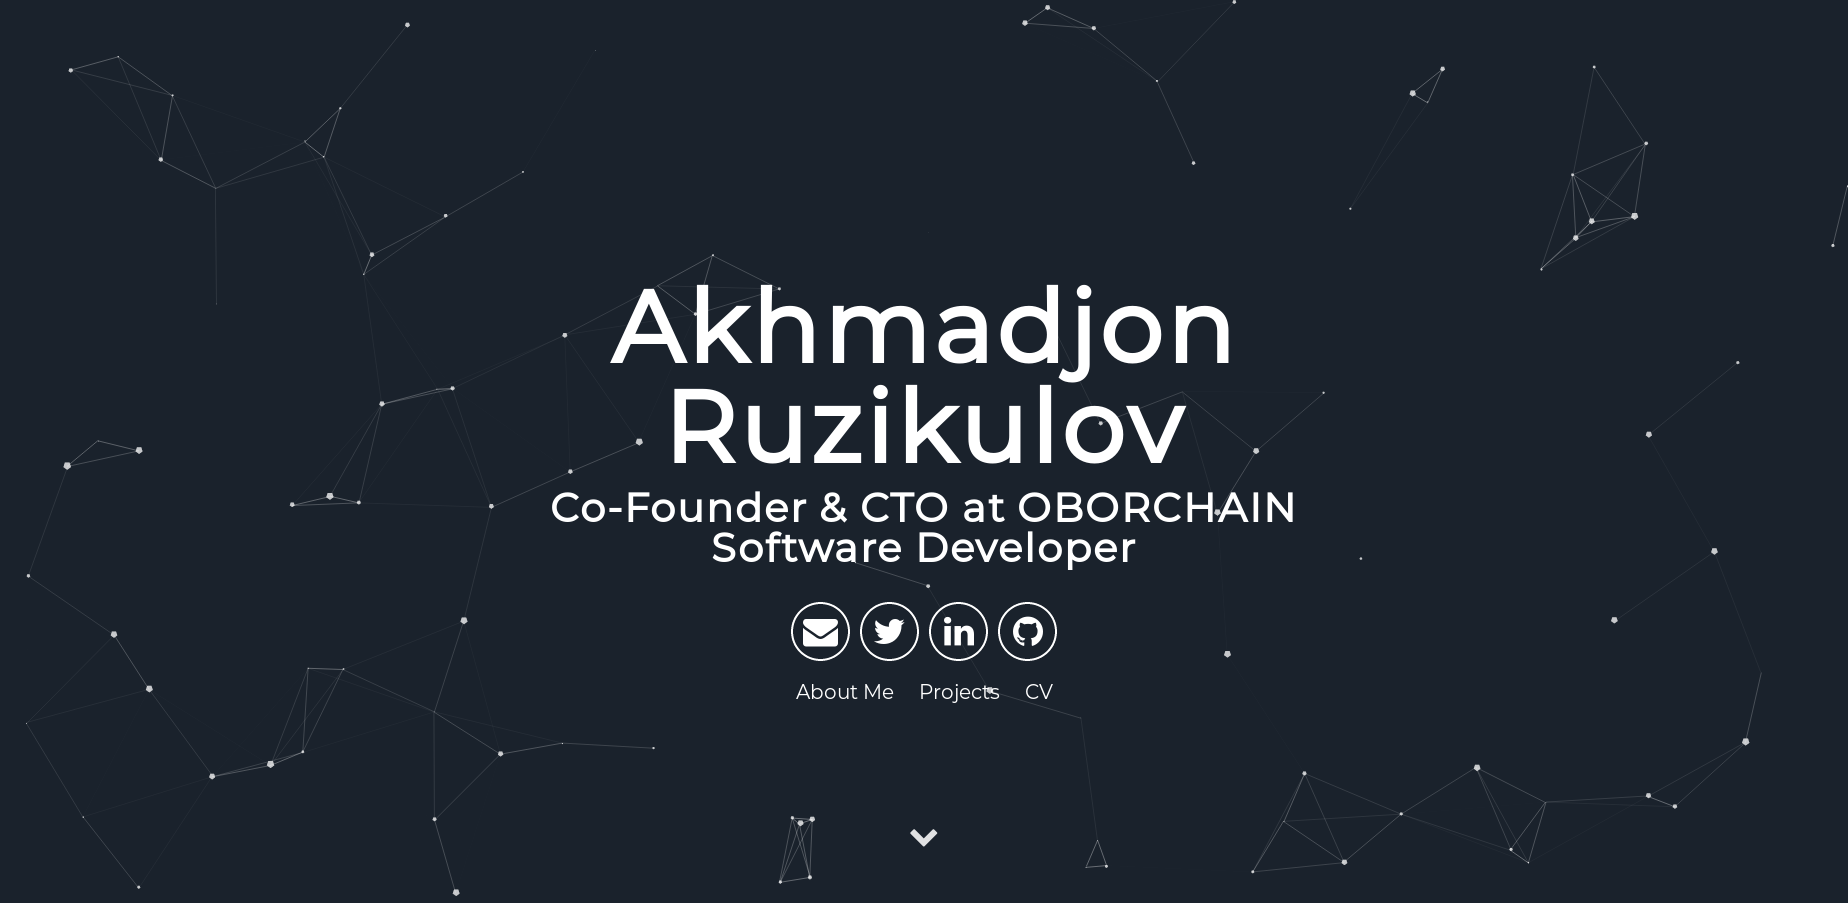 Akhmadjon
Ruzikulov
Co-Founder & CTO at OBORCHAIN
Software Developer
About Me Projects CV